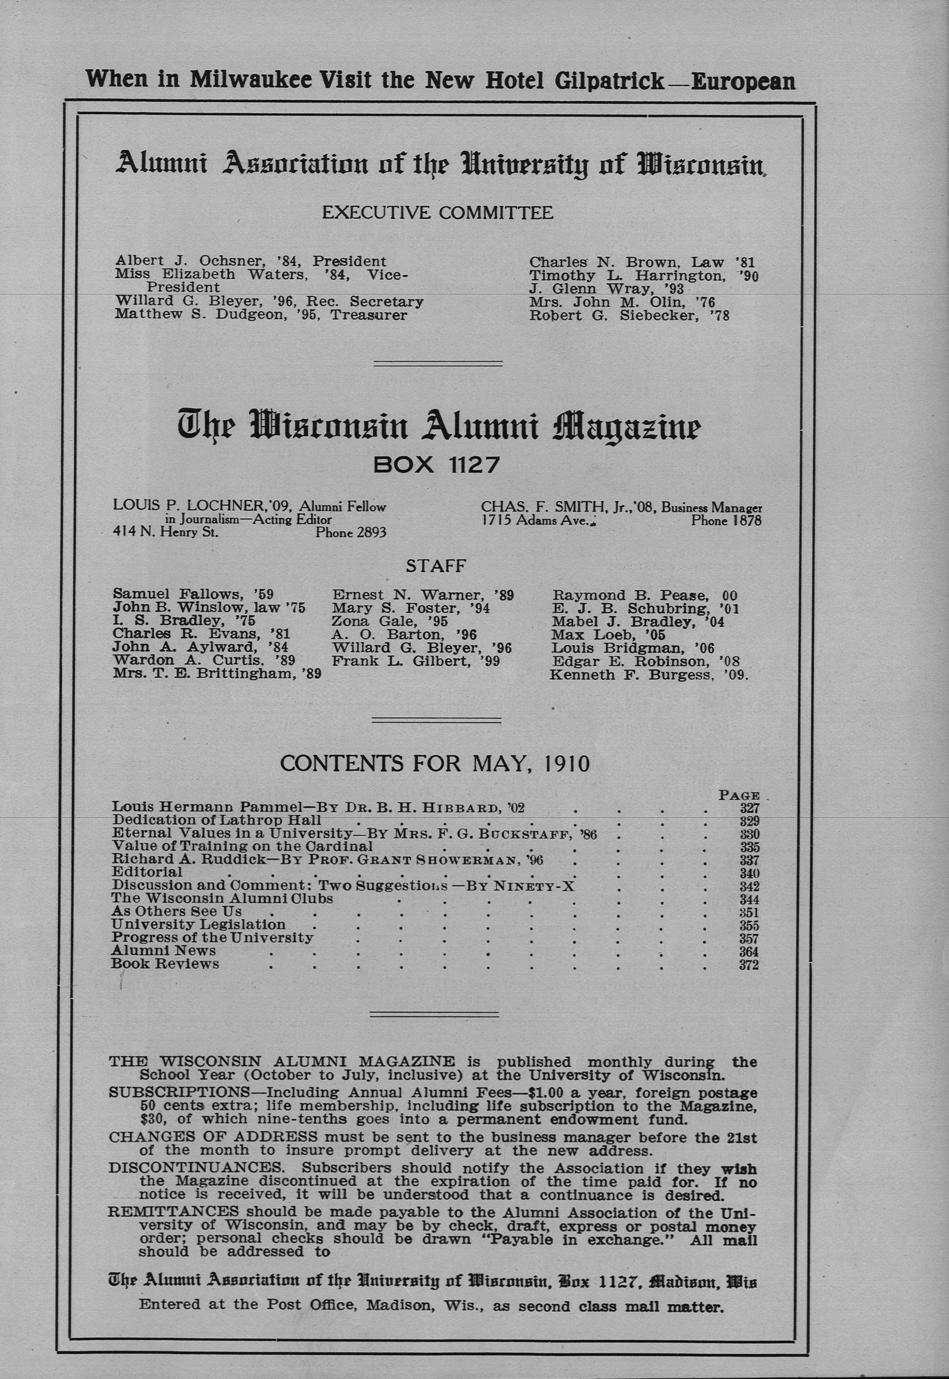 When in Milwaukee Visit the New Hotel Gilpatrick—European
Alumni Association of the University of Wisconsin.
EXECUTIVE COMMITTEE
Albert J. Ochsner, '84, President
Miss Elizabeth Waters, '84, Vice-
President
Willard G. Bleyer, '96, Rec. Secretary
Matthew S. Dudgeon, '95, Treasurer
Charles N. Brown, Law '81
Timothy L. Harrington, '90
J. Glenn Wray, '93
Mrs. John M. Olin, '76
Robert G. Siebecker, '78
The Wisconsin Alumni Magazine
BOX 1127
LOUIS P. LOCHNER, '09, Alumni Fellow
in Journalism—Acting Editor
414 N. Henry St. Phone 2893
CHAS. F. SMITH, Jr., '08, Business Manager
1715 Adams Ave. Phone 1878
STAFF
Samuel Fallows, '59
John B. Winslow, law '75
I. S. Bradley, '75
Charles R. Evans, '81
John A. Aylward, '84
Wardon A. Curtis, '89
Mrs. T. E. Brittingham, '89
Ernest N. Warner, '89
Mary S. Foster, '94
Zona Gale, '95
A. O. Barton, '96
Willard G. Bleyer, '96
Frank L. Gilbert, '99
Raymond B. Pease, 00
E. J. B. Schubring, '01
Mabel J. Bradley, '04
Max Loeb, '05
Louis Bridgman, '06
Edgar E. Robinson, '08
Kenneth F. Burgess, '09.
CONTENTS FOR MAY, 1910
PAGE
Louis Hermann Pammel—BY DR. B. H. HIBBARD, '02 . . . . 327
Dedication of Lathrop Hall . . . . . . . . . 329
Eternal Values in a University—BY MRS. F. G. BUCKSTAFF, '86 . . . 330
Value of Training on the Cardinal . . . . . . . 335
Richard A. Ruddick—BY PROF. GRANT SHOWERMAN, '96 . . . . 337
Editorial . . . . . . . . . . . . 340
Discussion and Comment: Two Suggestions—BY NINETY-X . . . 342
The Wisconsin Alumni Clubs . . . . . . . . 344
As Others See Us . . . . . . . . . . . 351
University Legislation . . . . . . . . . . 355
Progress of the University . . . . . . . . . 357
Alumni News . . . . . . . . . . . 364
Book Reviews . . . . . . . . . . . 372
THE WISCONSIN ALUMNI MAGAZINE is published monthly during the
School Year (October to July, inclusive) at the University of Wisconsin.
SUBSCRIPTIONS—Including Annual Alumni Fees—$1.00 a year, foreign postage
50 cents extra; life membership, including life subscription to the Magazine,
$30, of which nine-tenths goes into a permanent endowment fund.
CHANGES OF ADDRESS must be sent to the business manager before the 21st
of the month to insure prompt delivery at the new address.
DISCONTINUANCES. Subscribers should notify the Association if they wish
the Magazine discontinued at the expiration of the time paid for. If no
notice is received, it will be understood that a continuance is desired.
REMITTANCES should be made payable to the Alumni Association of the Uni-
versity of Wisconsin, and may be by check, draft, express or postal money
order; personal checks should be drawn "Payable in exchange." All mail
should be addressed to
The Alumni Association of the University of Wisconsin, Box 1127, Madison, Wis
Entered at the Post Office, Madison, Wis., as second class mail matter.